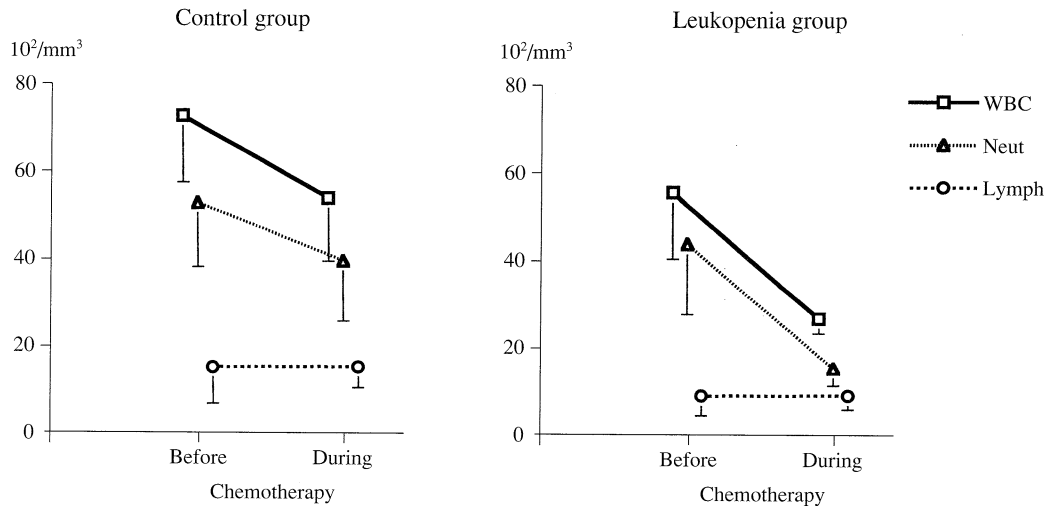 Control group
10²/mm³
80
60
40
20
0
Before During
Chemotherapy
Leukopenia group
10²/mm³
80
60
40
20
0
Before During
Chemotherapy
WBC
Neut
Lymph